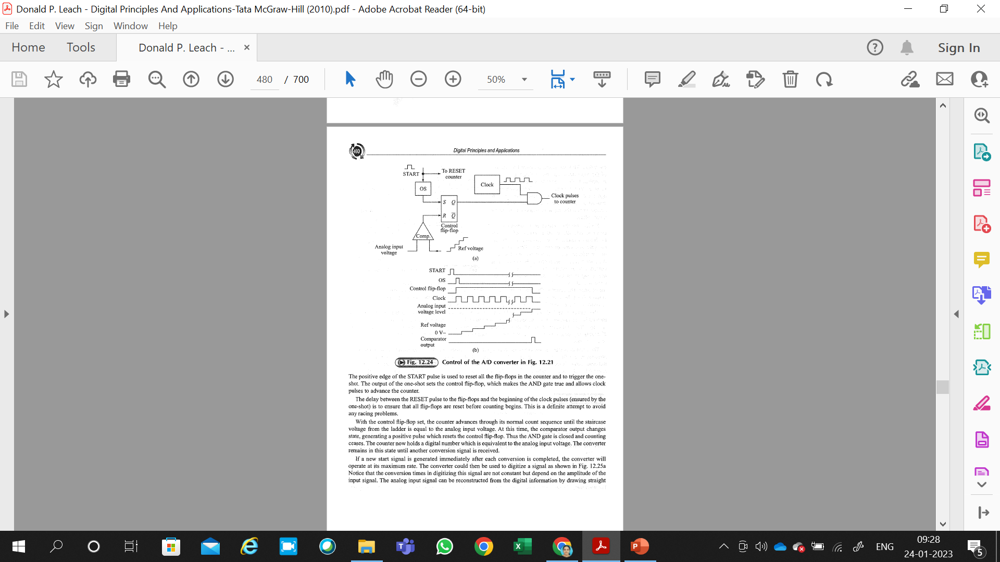 Donald P. Leach - Digital Principles And Applications-Tata McGraw-Hill (2010).pdf - Adobe Acrobat Reader (64-bit)
File Edit View Sign Window Help
Home Tools Donald P. Leach - ... × Sign In
480 / 700 50%
460
Digital Principles and Applications
START
To RESET
counter
OS
Clock
Clock pulses
to counter
S Q
R Q̅
Control
flip-flop
Comp.
Analog input
voltage
Ref voltage
(a)
START
OS
Control flip-flop
Clock
Analog input
voltage level
Ref voltage
0 V–
Comparator
output
(b)
Fig. 12.24 Control of the A/D converter in Fig. 12.21
The positive edge of the START pulse is used to reset all the flip-flops in the counter and to trigger the one-
shot. The output of the one-shot sets the control flip-flop, which makes the AND gate true and allows clock
pulses to advance the counter.
The delay between the RESET pulse to the flip-flops and the beginning of the clock pulses (ensured by the
one-shot) is to ensure that all flip-flops are reset before counting begins. This is a definite attempt to avoid
any racing problems.
With the control flip-flop set, the counter advances through its normal count sequence until the staircase
voltage from the ladder is equal to the analog input voltage. At this time, the comparator output changes
state, generating a positive pulse which resets the control flip-flop. Thus the AND gate is closed and counting
ceases. The counter now holds a digital number which is equivalent to the analog input voltage. The converter
remains in this state until another conversion signal is received.
If a new start signal is generated immediately after each conversion is completed, the converter will
operate at its maximum rate. The converter could then be used to digitize a signal as shown in Fig. 12.25a
Notice that the conversion times in digitizing this signal are not constant but depend on the amplitude of the
input signal. The analog input signal can be reconstructed from the digital information by drawing straight
ENG
09:28
24-01-2023
5